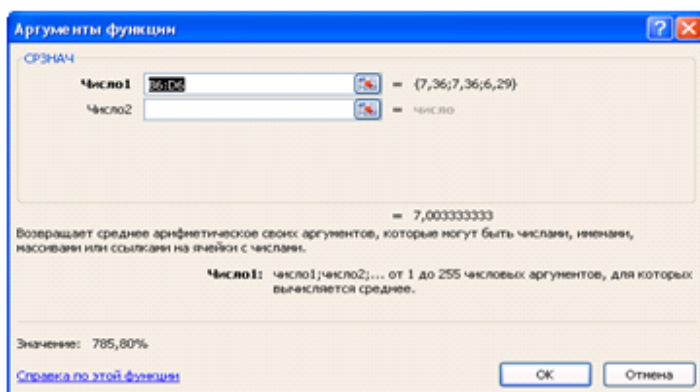 Аргументы функции
СРЗНАЧ
Число1 B6:D6 = {7,36;7,36;6,29}
Число2 = число
= 7,003333333
Возвращает среднее арифметическое своих аргументов, которые могут быть числами, именами,
массивами или ссылками на ячейки с числами.
Число1: число1;число2;... от 1 до 255 числовых аргументов, для которых
вычисляется среднее.
Значение: 785,80%
Справка по этой функции
ОК Отмена